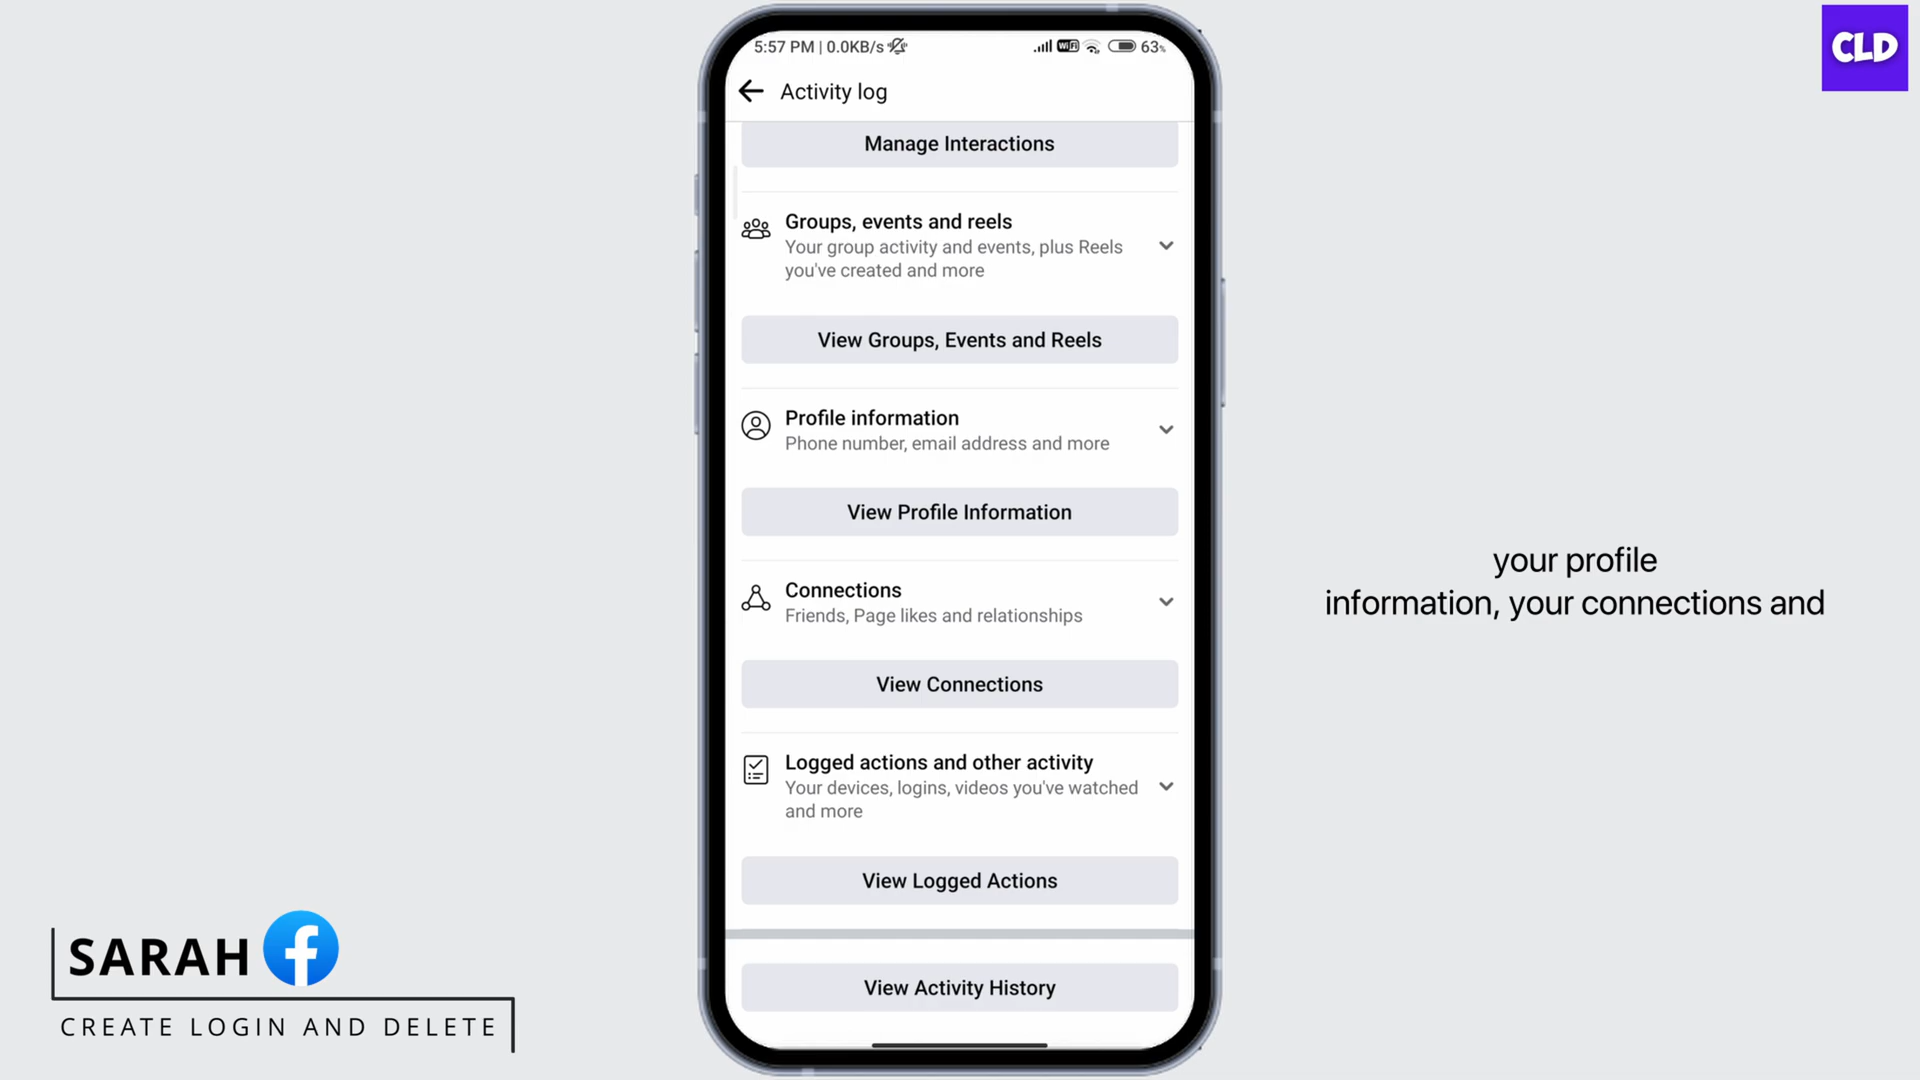 5:57 PM | 0.0KB/s
63%
CLD
Activity log
Manage Interactions
Groups, events and reels
Your group activity and events, plus Reels
you've created and more
View Groups, Events and Reels
Profile information
Phone number, email address and more
View Profile Information
your profile
information, your connections and
Connections
Friends, Page likes and relationships
View Connections
Logged actions and other activity
Your devices, logins, videos you've watched
and more
View Logged Actions
View Activity History
SARAH
CREATE LOGIN AND DELETE